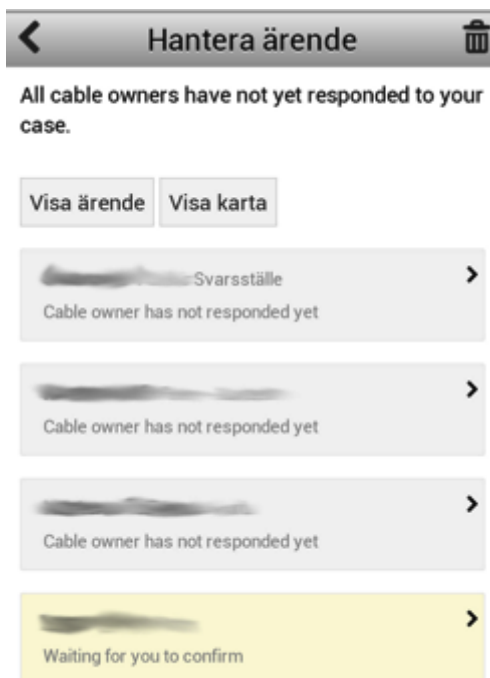 Hantera ärende
All cable owners have not yet responded to your
case.
Visa ärende Visa karta
Svarsställe
Cable owner has not responded yet
Cable owner has not responded yet
Cable owner has not responded yet
Waiting for you to confirm